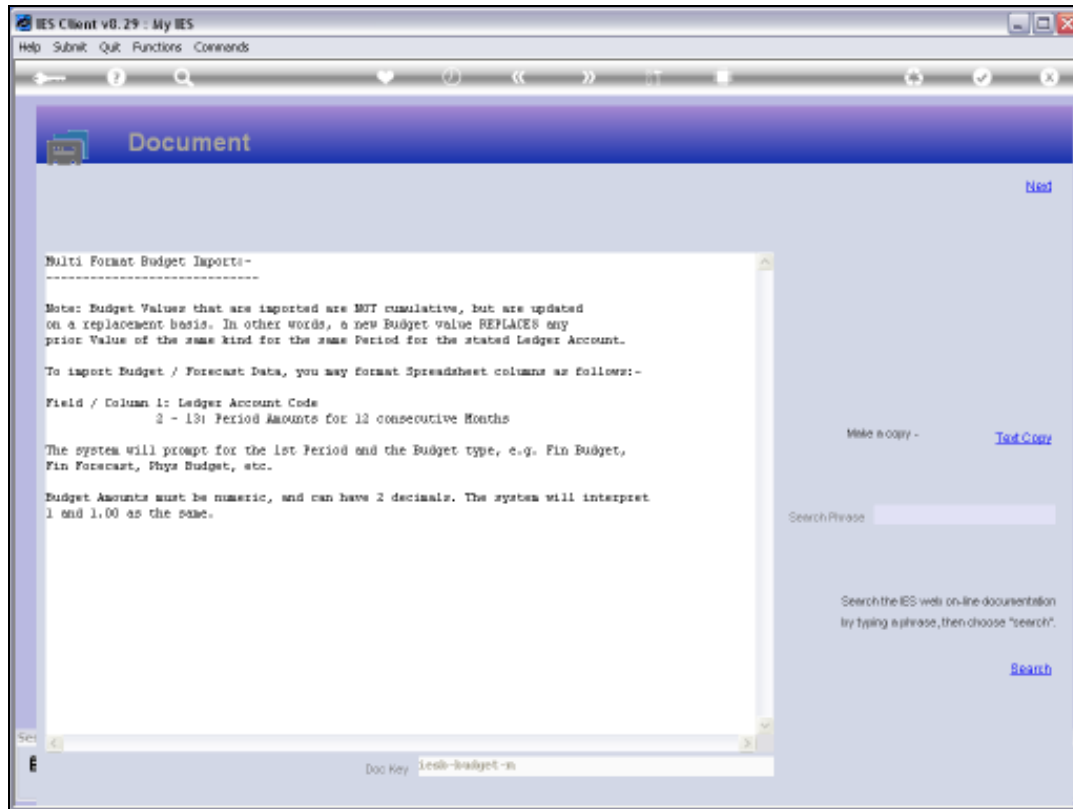 IES Client v8.29 : My IES
Help Submit Quit Functions Commands
Document
Next
Multi Format Budget Import:-
-----------------------------
Note: Budget Values that are imported are NOT cumulative, but are updated
on a replacement basis. In other words, a new Budget value REPLACES any
prior Value of the same kind for the same Period for the stated Ledger Account.
To import Budget / Forecast Data, you may format Spreadsheet columns as follows:-
Field / Column 1: Ledger Account Code
2 - 13: Period Amounts for 12 consecutive Months
The system will prompt for the 1st Period and the Budget type, e.g. Fin Budget,
Fin Forecast, Phys Budget, etc.
Budget Amounts must be numeric, and can have 2 decimals. The system will interpret
1 and 1.00 as the same.
Make a copy -
Text Copy
Search Phrase
Search the IES web on-line documentation
by typing a phrase, then choose "search".
Search
Doc Key iesb-budget-m